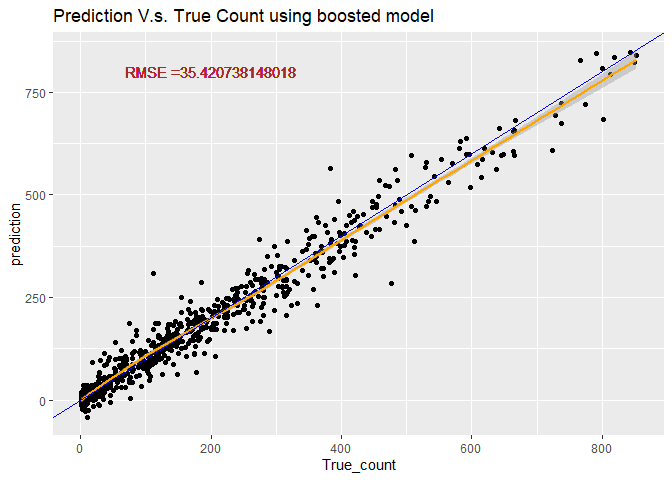 Prediction V.s. True Count using boosted model
RMSE =35.420738148018
750
500
250
0
prediction
0 200 400 600 800
True_count